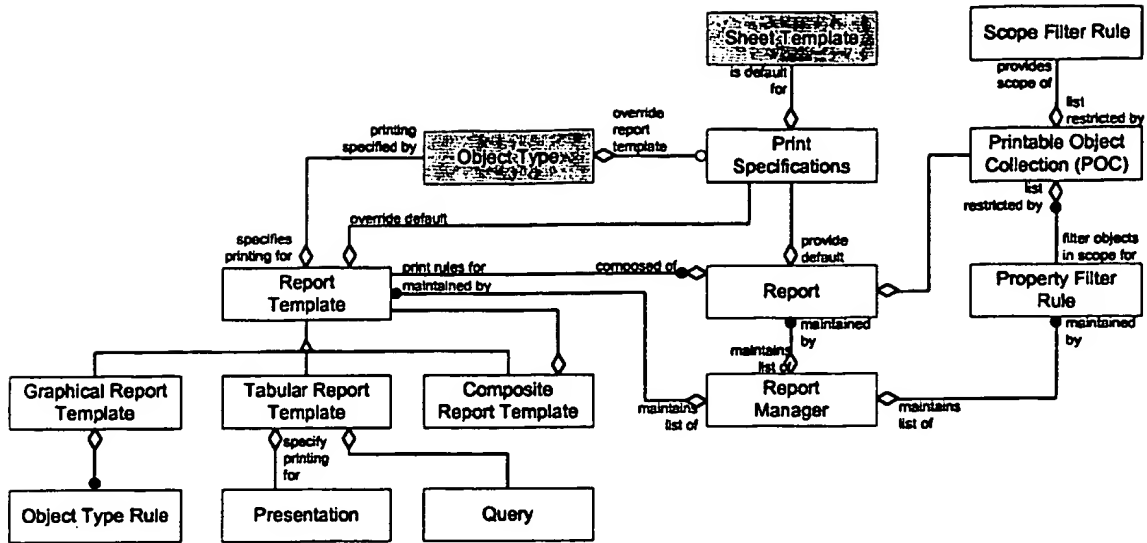 Sheet Template
Scope Filter Rule
is default
for
provides
scope of
list
restricted by
printing
specified by
override
report
template
Object Type
Print
Specifications
Printable Object
Collection (POC)
list
restricted by
override default
specifies
printing for
provide
default
filter objects
in scope for
print rules for
composed of
Report
Template
maintained by
Report
Property Filter
Rule
maintained
by
maintained
by
maintains
list of
Graphical Report
Template
Tabular Report
Template
Composite
Report Template
maintains
list of
Report
Manager
maintains
list of
specify
printing
for
Object Type Rule
Presentation
Query